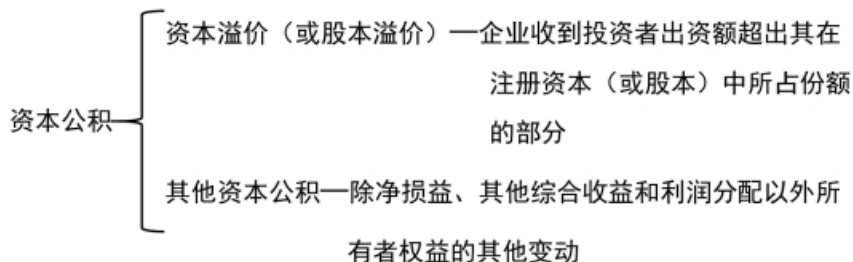 资本溢价（或股本溢价）—企业收到投资者出资额超出其在
注册资本（或股本）中所占份额
资本公积
的部分
其他资本公积—除净损益、其他综合收益和利润分配以外所
有者权益的其他变动